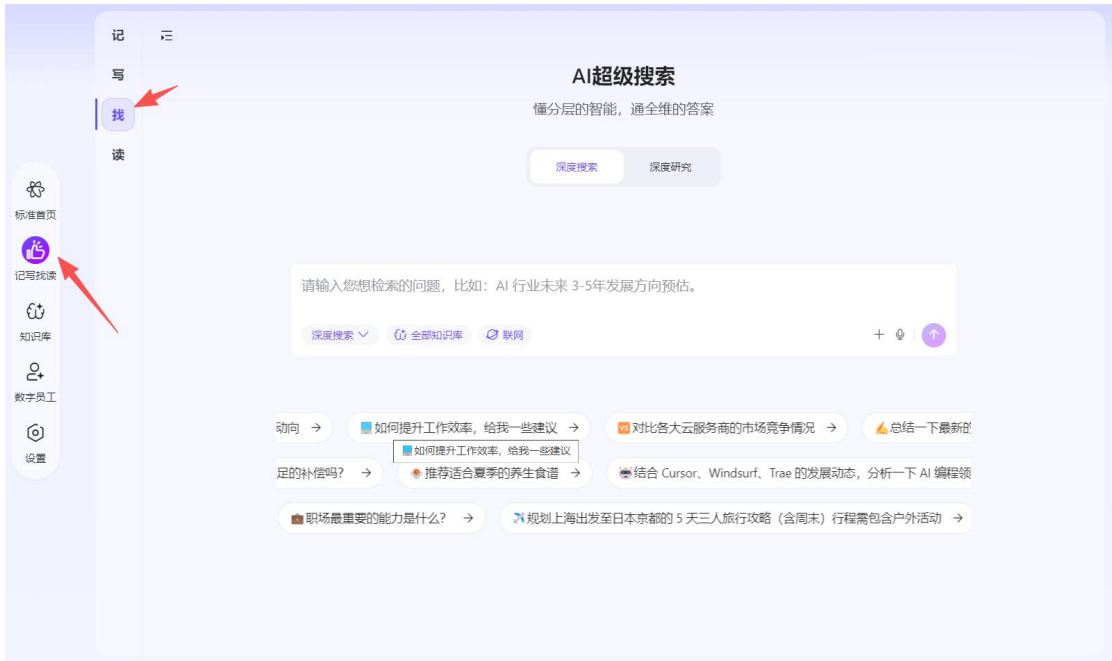 记
写
找
读
标准首页
记写找读
知识库
数字员工
设置
AI超级搜索
懂分层的智能，通全维的答案
深度搜索 深度研究
请输入您想检索的问题，比如：AI 行业未来 3-5年发展方向预估。
深度搜索 全部知识库 联网
动向 → 如何提升工作效率，给我一些建议 → VS 对比各大云服务商的市场竞争情况 → 总结一下最新的
如何提升工作效率，给我一些建议
足的补偿吗？ → 推荐适合夏季的养生食谱 → 结合 Cursor、Windsurf、Trae 的发展动态，分析一下 AI 编程领
职场最重要的能力是什么？ → 规划上海出发至日本京都的 5 天三人旅行攻略（含周末）行程需包含户外活动 →